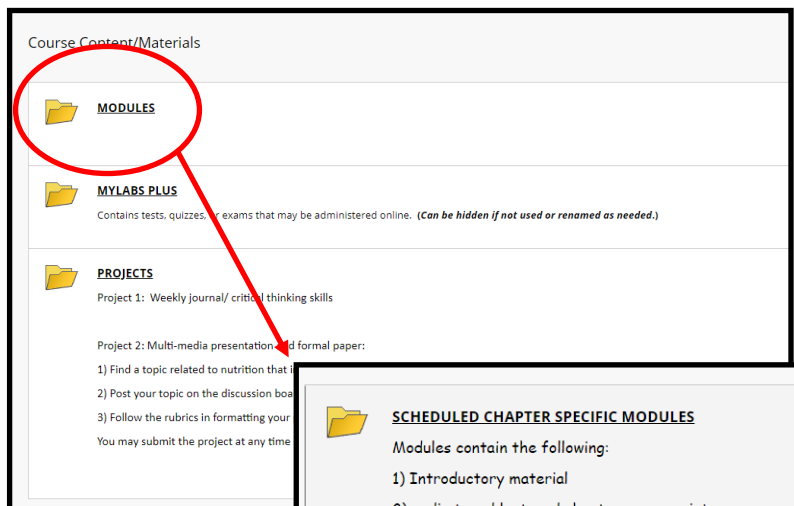 Course Content/Materials
MODULES
MYLABS PLUS
Contains tests, quizzes, or exams that may be administered online. (Can be hidden if not used or renamed as needed.)
PROJECTS
Project 1: Weekly journal/ critical thinking skills
Project 2: Multi-media presentation and formal paper:
1) Find a topic related to nutrition that
2) Post your topic on the discussion
3) Follow the rubrics in formatting your
You may submit the project at any time
SCHEDULED CHAPTER SPECIFIC MODULES
Modules contain the following:
1) Introductory material